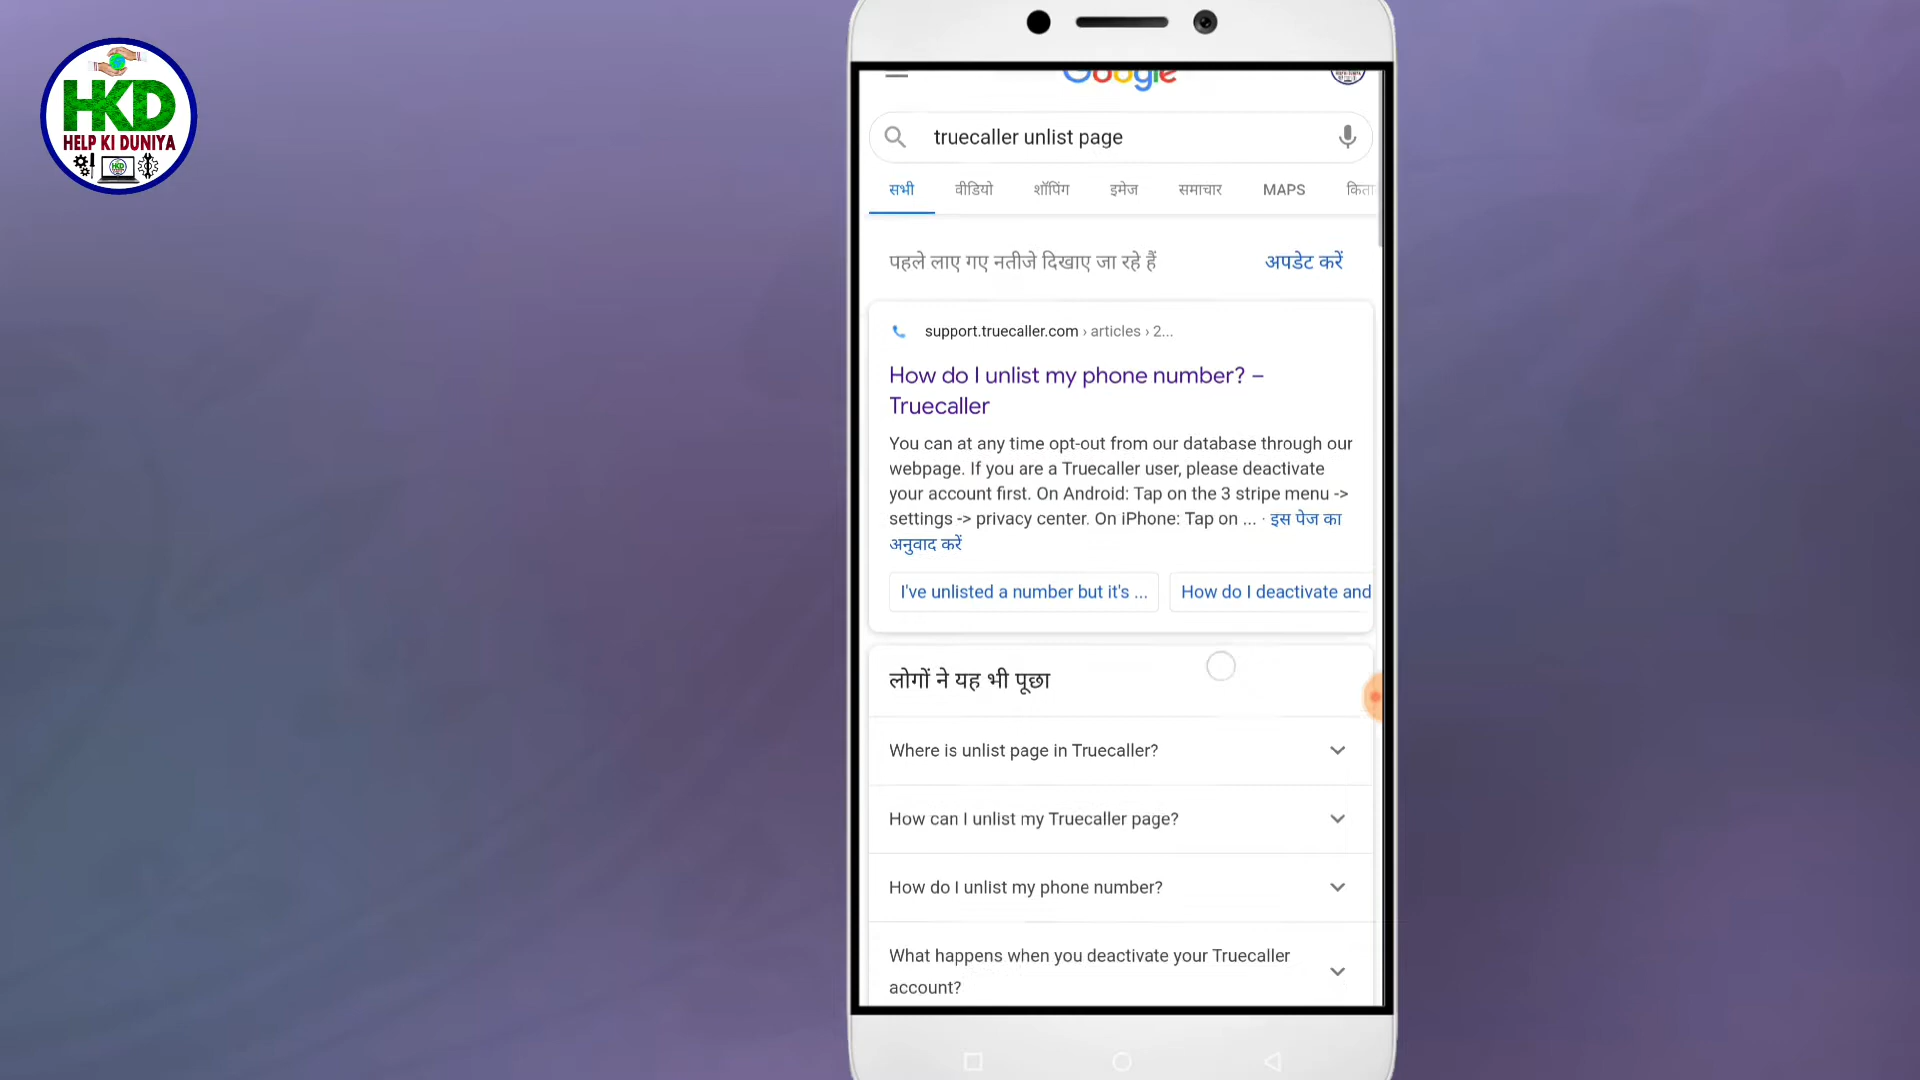 HKD
HELP KI DUNIYA
HKD
Google
truecaller unlist page
सभी वीडियो शॉपिंग इमेज समाचार MAPS
पहले लाए गए नतीजे दिखाए जा रहे हैं अपडेट करें
support.truecaller.com › articles › 2...
How do I unlist my phone number? –
Truecaller
You can at any time opt-out from our database through our
webpage. If you are a Truecaller user, please deactivate
your account first. On Android: Tap on the 3 stripe menu ->
settings -> privacy center. On iPhone: Tap on ... · इस पेज का
अनुवाद करें
I've unlisted a number but it's ... How do I deactivate and
लोगों ने यह भी पूछा
Where is unlist page in Truecaller?
How can I unlist my Truecaller page?
How do I unlist my phone number?
What happens when you deactivate your Truecaller
account?